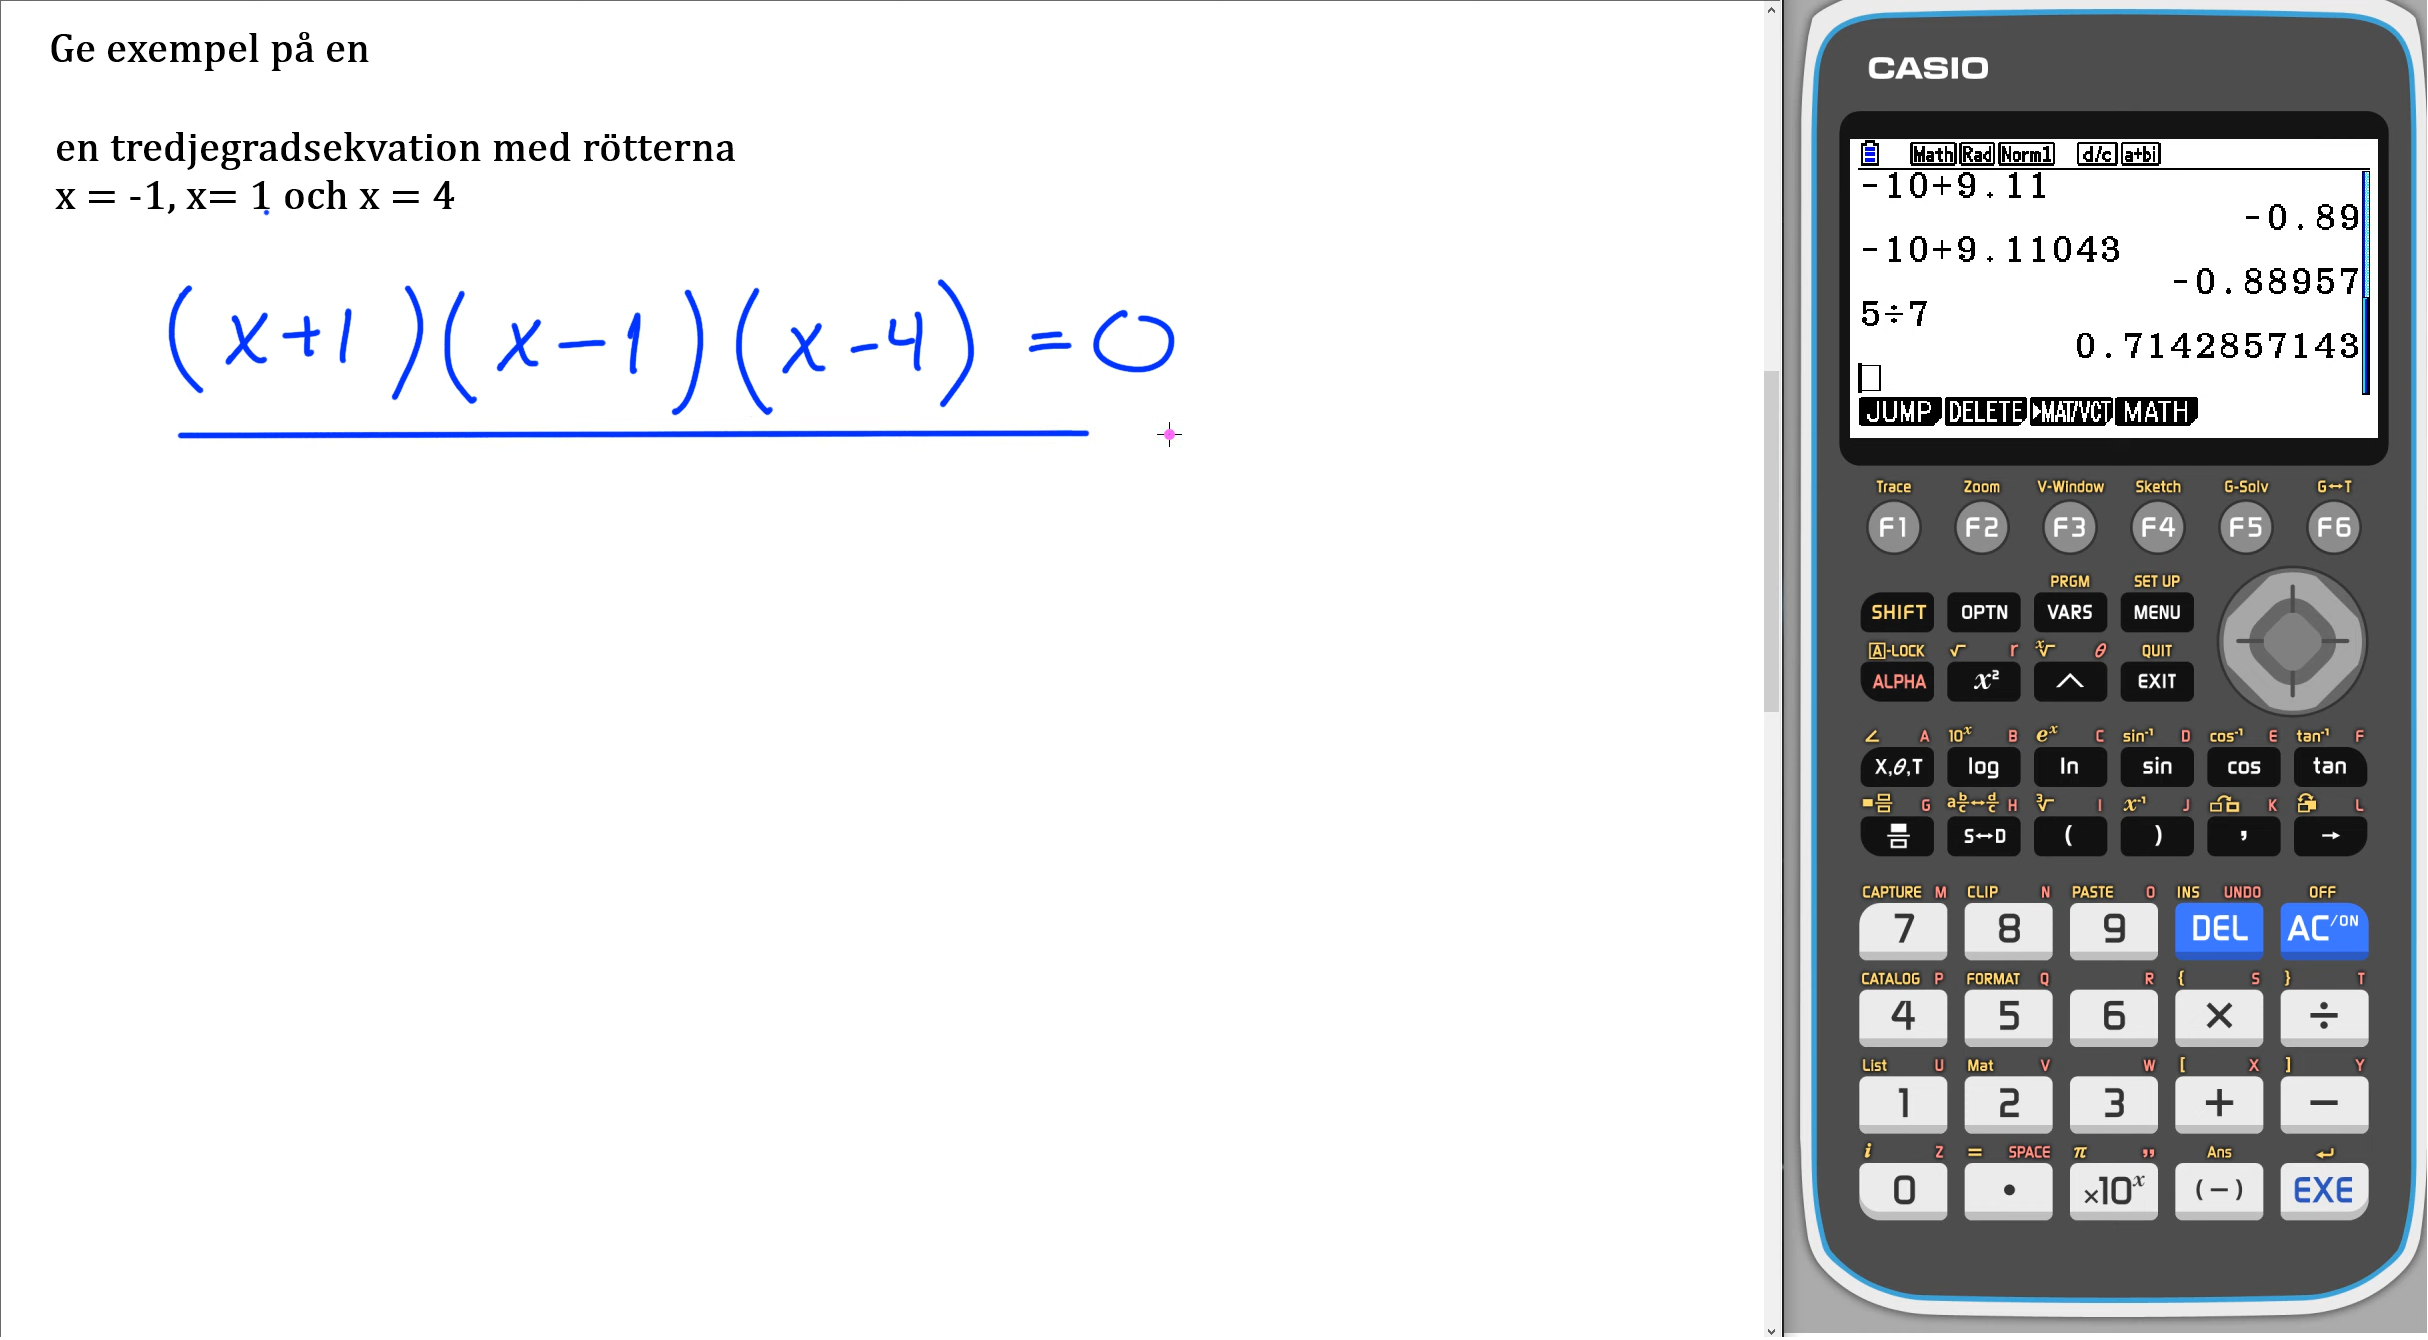 Ge exempel på en
en tredjegradsekvation med rötterna
x = -1, x= 1 och x = 4
(x+1)(x-1)(x-4) = 0
CASIO
Math Rad Norm1 d/c a+bi
-10+9.11
-0.89
-10+9.11043
-0.88957
5÷7
0.7142857143
JUMP DELETE ▸MAT/VCT MATH
Trace Zoom V-Window Sketch G-Solv G↔T
F1 F2 F3 F4 F5 F6
PRGM SET UP
SHIFT OPTN VARS MENU
A-LOCK √ r ˣ√ θ QUIT
ALPHA x² ^ EXIT
∠ A 10ˣ B eˣ C sin⁻¹ D cos⁻¹ E tan⁻¹ F
X,θ,T log ln sin cos tan
G a b/c↔d/c H ³√ I x⁻¹ J K L
S↔D ( ) , →
CAPTURE M CLIP N PASTE O INS UNDO OFF
7 8 9 DEL AC/ON
CATALOG P FORMAT Q R { S } T
4 5 6 × ÷
List U Mat V W [ X ] Y
1 2 3 + −
i Z = SPACE π " Ans ↵
0 • ×10ˣ (−) EXE